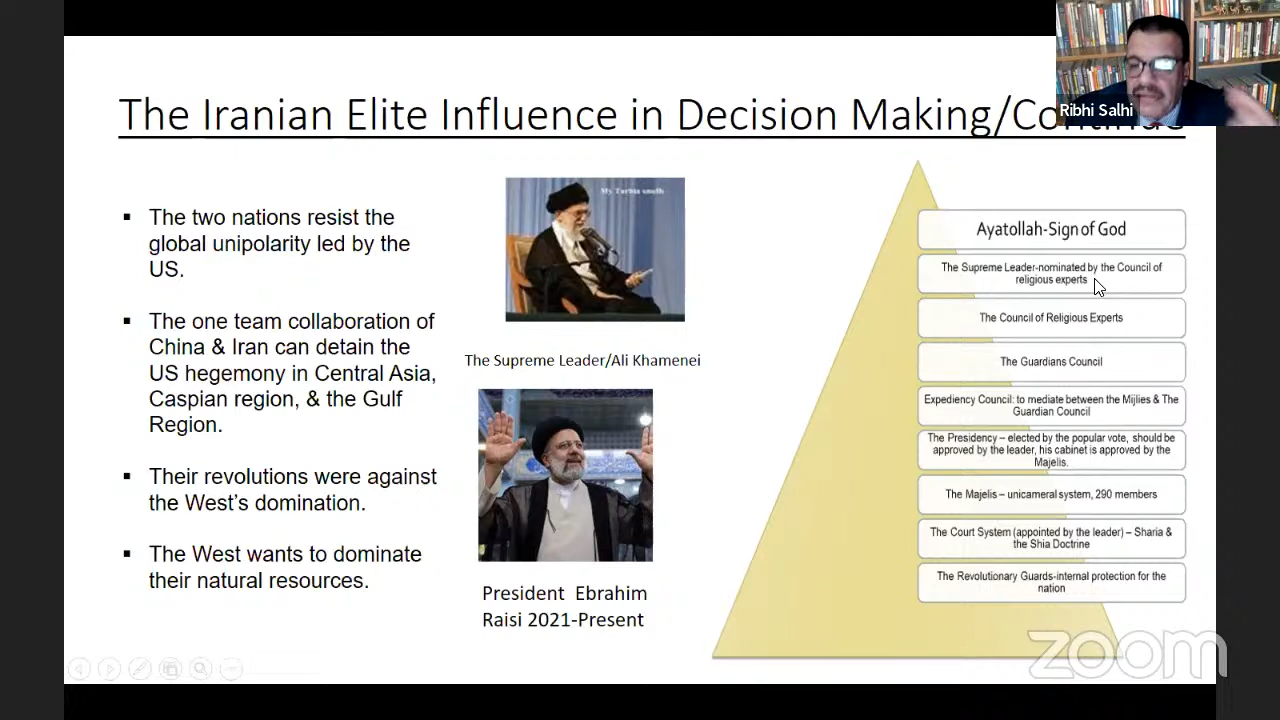 The Iranian Elite Influence in Decision Making/Continue
Ribhi Salhi
▪ The two nations resist the
global unipolarity led by the
US.
▪ The one team collaboration of
China & Iran can detain the
US hegemony in Central Asia,
Caspian region, & the Gulf
Region.
▪ Their revolutions were against
the West's domination.
▪ The West wants to dominate
their natural resources.
The Supreme Leader/Ali Khamenei
President Ebrahim
Raisi 2021-Present
Ayatollah-Sign of God
The Supreme Leader-nominated by the Council of
religious experts
The Council of Religious Experts
The Guardians Council
Expediency Council: to mediate between the Mijlies & The
Guardian Council
The Presidency – elected by the popular vote, should be
approved by the leader, his cabinet is approved by the
Majelis.
The Majelis – unicameral system, 290 members
The Court System (appointed by the leader) – Sharia &
the Shia Doctrine
The Revolutionary Guards-internal protection for the
nation
zoom